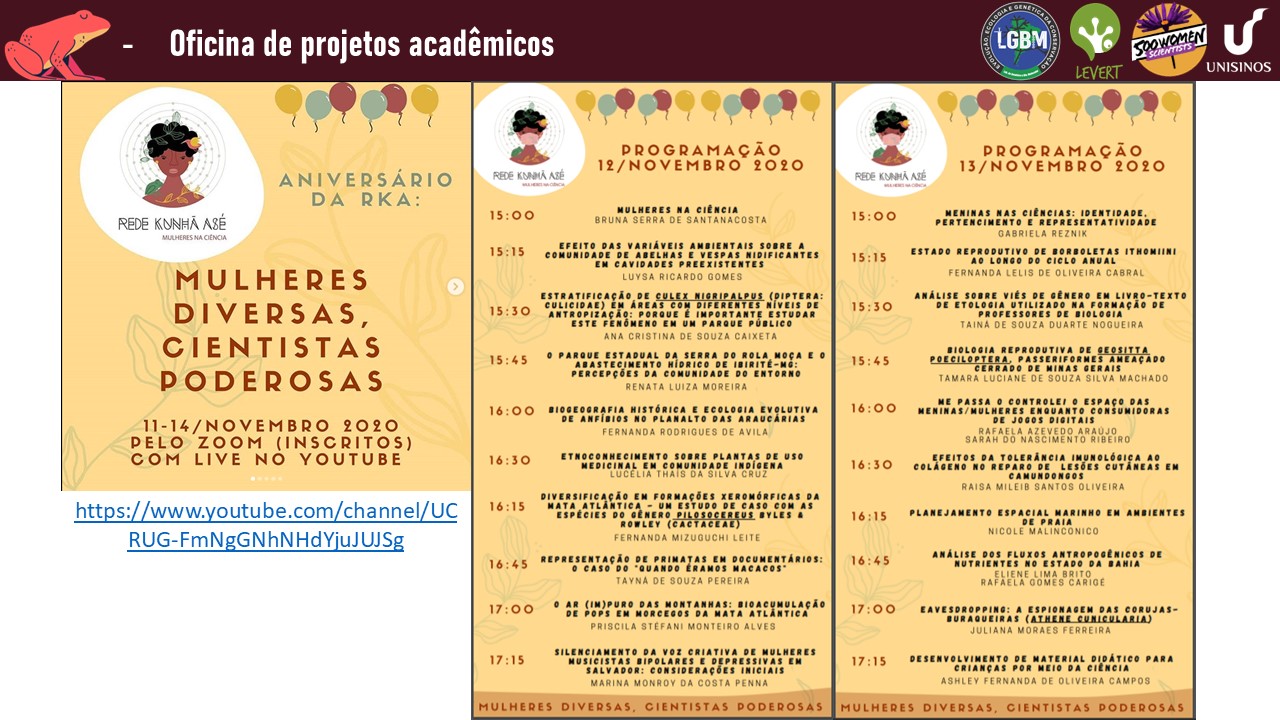 - Oficina de projetos acadêmicos
LGBM
LEVERT
500 WOMEN
SCIENTISTS
UNISINOS
REDE KUNHÃ ASÉ
MULHERES NA CIÊNCIA
ANIVERSÁRIO
DA RKA:
MULHERES
DIVERSAS,
CIENTISTAS
PODEROSAS
11-14/NOVEMBRO 2020
PELO ZOOM (INSCRITOS)
COM LIVE NO YOUTUBE
https://www.youtube.com/channel/UC
RUG-FmNgGNhNHdYjuJUJSg
REDE KUNHÃ ASÉ
MULHERES NA CIÊNCIA
PROGRAMAÇÃO
12/NOVEMBRO 2020
15:00
MULHERES NA CIÊNCIA
BRUNA SERRA DE SANTANACOSTA
15:15
EFEITO DAS VARIÁVEIS AMBIENTAIS SOBRE A
COMUNIDADE DE ABELHAS E VESPAS NIDIFICANTES
EM CAVIDADES PREEXISTENTES
LUYSA RICARDO GOMES
15:30
ESTRATIFICAÇÃO DE CULEX NIGRIPALPUS (DIPTERA:
CULICIDAE) EM ÁREAS COM DIFERENTES NÍVEIS DE
ANTROPIZAÇÃO: PORQUE É IMPORTANTE ESTUDAR
ESTE FENÔMENO EM UM PARQUE PÚBLICO
ANA CRISTINA DE SOUZA CAIXETA
15:45
O PARQUE ESTADUAL DA SERRA DO ROLA MOÇA E O
ABASTECIMENTO HÍDRICO DE IBIRITÉ-MG:
PERCEPÇÕES DA COMUNIDADE DO ENTORNO
RENATA LUIZA MOREIRA
16:00
BIOGEOGRAFIA HISTÓRICA E ECOLOGIA EVOLUTIVA
DE ANFÍBIOS NO PLANALTO DAS ARAUCÁRIAS
FERNANDA RODRIGUES DE AVILA
16:30
ETNOCONHECIMENTO SOBRE PLANTAS DE USO
MEDICINAL EM COMUNIDADE INDÍGENA
LUCÉLIA THAÍS DA SILVA CRUZ
16:15
DIVERSIFICAÇÃO EM FORMAÇÕES XEROMÓRFICAS DA
MATA ATLÂNTICA - UM ESTUDO DE CASO COM AS
ESPÉCIES DO GÊNERO PILOSOCEREUS BYLES &
ROWLEY (CACTACEAE)
FERNANDA MIZUGUCHI LEITE
16:45
REPRESENTAÇÃO DE PRIMATAS EM DOCUMENTÁRIOS:
O CASO DO "QUANDO ÉRAMOS MACACOS"
TAYNÁ DE SOUZA PEREIRA
17:00
O AR (IM)PURO DAS MONTANHAS: BIOACUMULAÇÃO
DE POPS EM MORCEGOS DA MATA ATLÂNTICA
PRISCILA STÉFANI MONTEIRO ALVES
17:15
SILENCIAMENTO DA VOZ CRIATIVA DE MULHERES
MUSICISTAS BIPOLARES E DEPRESSIVAS EM
SALVADOR: CONSIDERAÇÕES INICIAIS
MARINA MONROY DA COSTA PENNA
MULHERES DIVERSAS, CIENTISTAS PODEROSAS
REDE KUNHÃ ASÉ
MULHERES NA CIÊNCIA
PROGRAMAÇÃO
13/NOVEMBRO 2020
15:00
MENINAS NAS CIÊNCIAS: IDENTIDADE,
PERTENCIMENTO E REPRESENTATIVIDADE
GABRIELA REZNIK
15:15
ESTADO REPRODUTIVO DE BORBOLETAS ITHOMIINI
AO LONGO DO CICLO ANUAL
FERNANDA LELIS DE OLIVEIRA CABRAL
15:30
ANÁLISE SOBRE VIÉS DE GÊNERO EM LIVRO-TEXTO
DE ETOLOGIA UTILIZADO NA FORMAÇÃO DE
PROFESSORES DE BIOLOGIA
TAINÁ DE SOUZA DUARTE NOGUEIRA
15:45
BIOLOGIA REPRODUTIVA DE GEOSITTA
POECILOPTERA, PASSERIFORMES AMEAÇADO
CERRADO DE MINAS GERAIS
TAMARA LUCIANE DE SOUZA SILVA MACHADO
16:00
ME PASSA O CONTROLE! O ESPAÇO DAS
MENINAS/MULHERES ENQUANTO CONSUMIDORAS
DE JOGOS DIGITAIS
RAFAELA AZEVEDO ARAÚJO
SARAH DO NASCIMENTO RIBEIRO
16:30
EFEITOS DA TOLERÂNCIA IMUNOLÓGICA AO
COLÁGENO NO REPARO DE LESÕES CUTÂNEAS EM
CAMUNDONGOS
RAISA MILEIB SANTOS OLIVEIRA
16:15
PLANEJAMENTO ESPACIAL MARINHO EM AMBIENTES
DE PRAIA
NICOLE MALINCONICO
16:45
ANÁLISE DOS FLUXOS ANTROPOGÊNICOS DE
NUTRIENTES NO ESTADO DA BAHIA
ELIENE LIMA BRITO
RAFAELA GOMES CARIGÉ
17:00
EAVESDROPPING: A ESPIONAGEM DAS CORUJAS-
BURAQUEIRAS (ATHENE CUNICULARIA)
JULIANA MORAES FERREIRA
17:15
DESENVOLVIMENTO DE MATERIAL DIDÁTICO PARA
CRIANÇAS POR MEIO DA CIÊNCIA
ASHLEY FERNANDA DE OLIVEIRA CAMPOS
MULHERES DIVERSAS, CIENTISTAS PODEROSAS